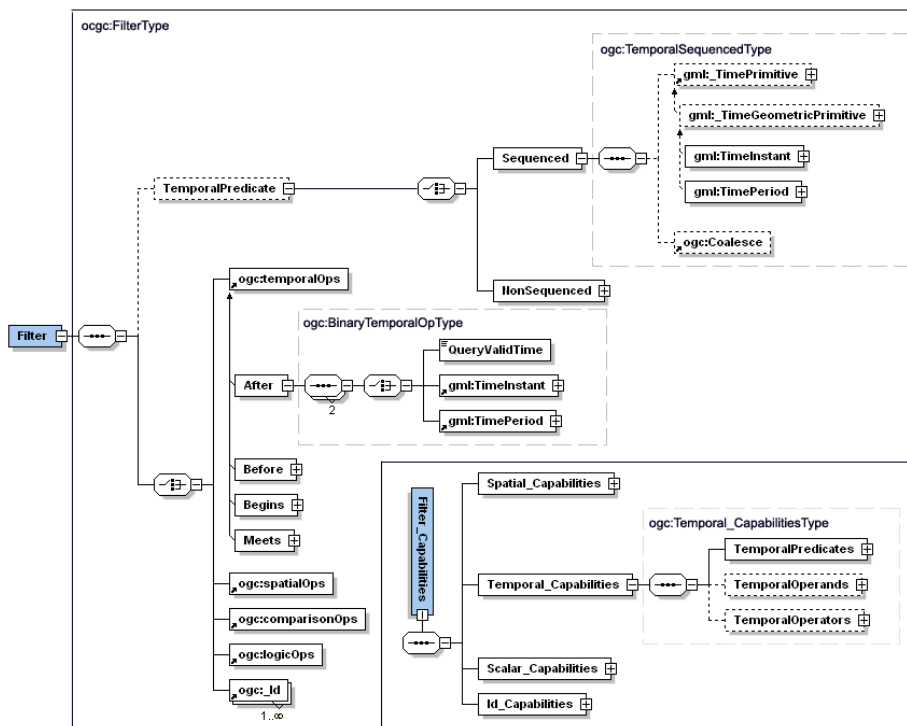 ocgc:FilterType
ogc:TemporalSequencedType
gml:_TimePrimitive
gml:_TimeGeometricPrimitive
Sequenced
gml:TimeInstant
TemporalPredicate
gml:TimePeriod
ogc:Coalesce
ogc:temporalOps
NonSequenced
ogc:BinaryTemporalOpType
Filter
QueryValidTime
After
gml:TimeInstant
2
gml:TimePeriod
Before
Begins
Meets
ogc:spatialOps
ogc:comparisonOps
ogc:logicOps
ogc:_Id
1..∞
Filter_Capabilities
Spatial_Capabilities
ogc:Temporal_CapabilitiesType
TemporalPredicates
Temporal_Capabilities
TemporalOperands
TemporalOperators
Scalar_Capabilities
Id_Capabilities